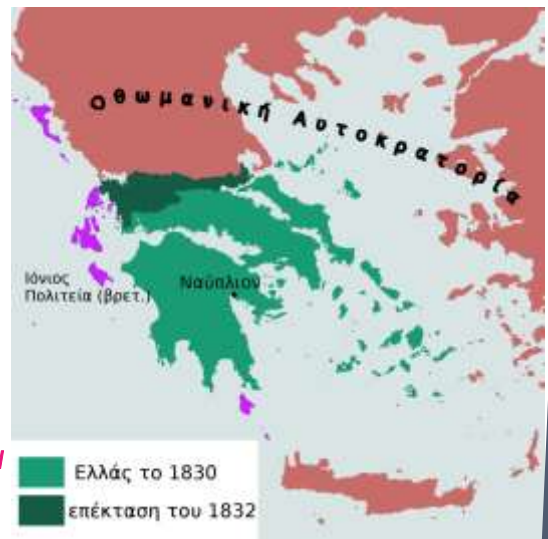 Οθωμανική Αυτοκρατορία
Ιόνιος
Πολιτεία (βρετ.)
Ναύπλιον
Ελλάς το 1830
επέκταση του 1832